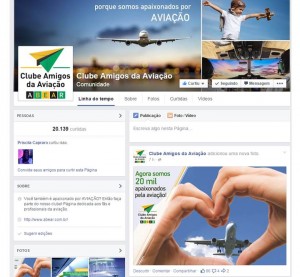 porque somos apaixonados por
AVIAÇÃO
Clube Amigos
da Aviação
ABEAR
Clube Amigos da Aviação
Comunidade
Curtiu
Seguindo
Mensagem
Linha do tempo
Sobre
Fotos
Curtidas
Vídeos
PESSOAS
20.139 curtidas
Priscila Cajueiro curtiu isso
Convide seus amigos para curtir esta Página
SOBRE
Você também é apaixonado por AVIAÇÃO? Então faça
parte do nosso clube! Página dedicada aos fãs e
profissionais da aviação.
http://www.abear.com.br/
Sugerir edições
FOTOS
Publicação
Foto / Vídeo
Escreva algo nesta Página...
Clube Amigos da Aviação adicionou uma nova foto.
Agora somos
20 mil
apaixonados
pela aviação!
Clube Amigos
da Aviação
Curtir · Comentar · Compartilhar